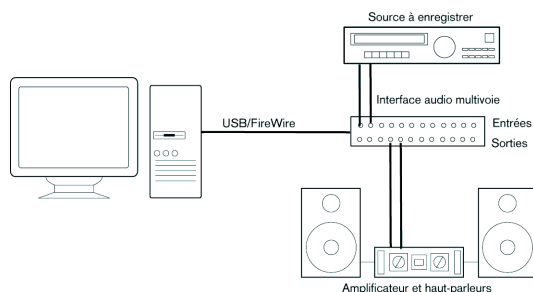 Source à enregistrer
Interface audio multivoie
USB/FireWire
Entrées
Sorties
Amplificateur et haut-parleurs